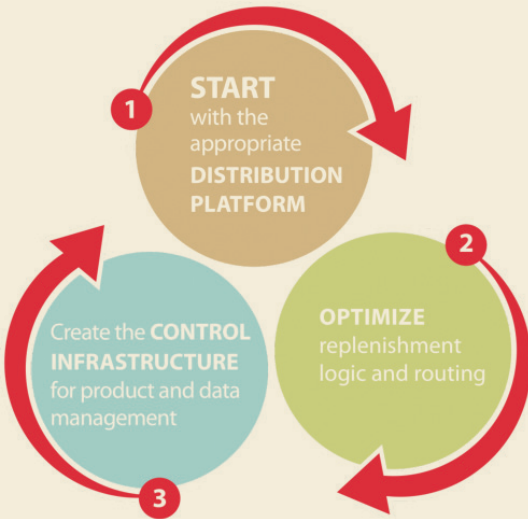 1
START
with the
appropriate
DISTRIBUTION
PLATFORM
2
OPTIMIZE
replenishment
logic and routing
3
Create the CONTROL
INFRASTRUCTURE
for product and data
management